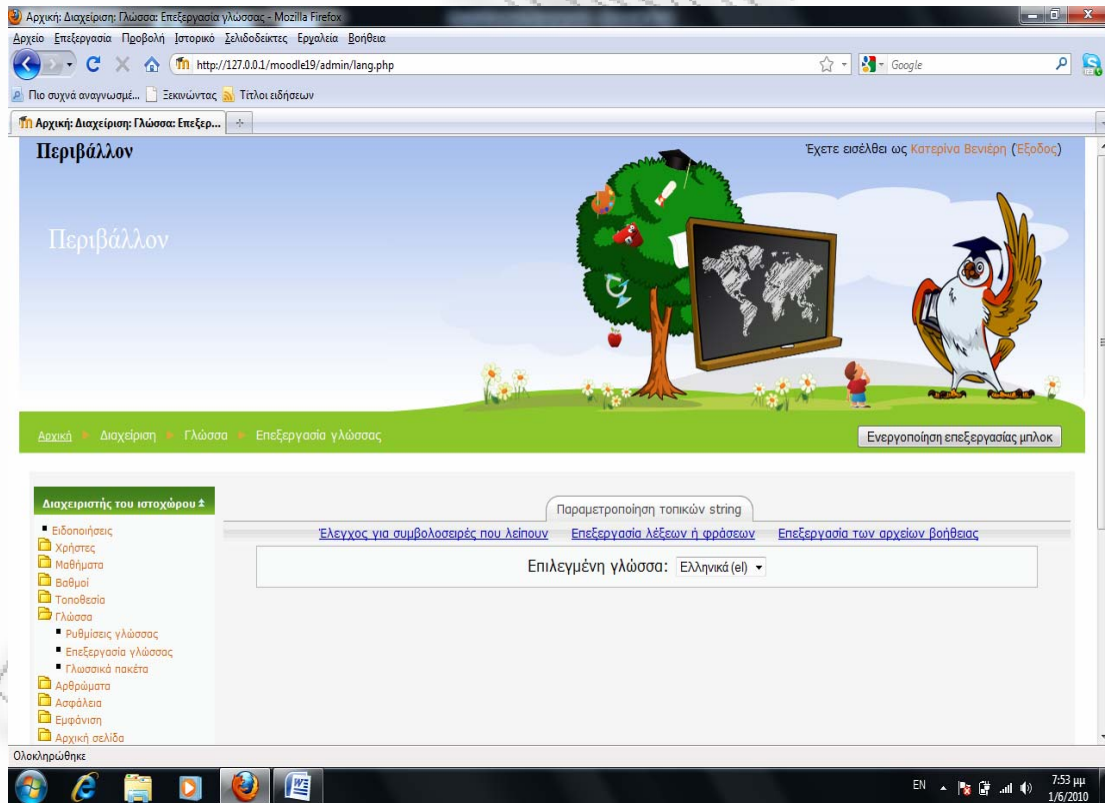 Αρχική: Διαχείριση: Γλώσσα: Επεξεργασία γλώσσας - Mozilla Firefox
Αρχείο Επεξεργασία Προβολή Ιστορικό Σελιδοδείκτες Εργαλεία Βοήθεια
http://127.0.0.1/moodle19/admin/lang.php
Google
Πιο συχνά αναγνωσμέ... Ξεκινώντας Τίτλοι ειδήσεων
Αρχική: Διαχείριση: Γλώσσα: Επεξερ...
Περιβάλλον
Έχετε εισέλθει ως Κατερίνα Βενιέρη (Έξοδος)
Περιβάλλον
Αρχική Διαχείριση Γλώσσα Επεξεργασία γλώσσας
Ενεργοποίηση επεξεργασίας μπλοκ
Διαχειριστής του ιστοχώρου
Ειδοποιήσεις
Χρήστες
Μαθήματα
Βαθμοί
Τοποθεσία
Γλώσσα
Ρυθμίσεις γλώσσας
Επεξεργασία γλώσσας
Γλωσσικά πακέτα
Αρθρώματα
Ασφάλεια
Εμφάνιση
Αρχική σελίδα
Παραμετροποίηση τοπικών string
Έλεγχος για συμβολοσειρές που λείπουν Επεξεργασία λέξεων ή φράσεων Επεξεργασία των αρχείων βοήθειας
Επιλεγμένη γλώσσα: Ελληνικά (el)
Ολοκληρώθηκε
EN
7:53 μμ
1/6/2010